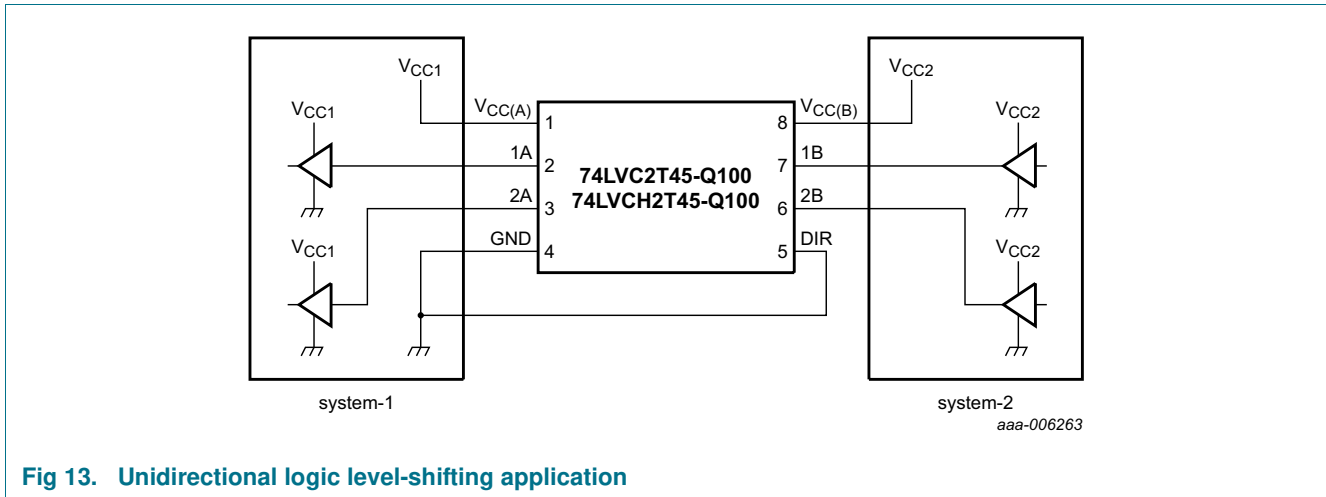 VCC1
VCC2
VCC1
VCC(A)
1
8
VCC(B)
VCC2
1A
2
7
1B
74LVC2T45-Q100
74LVCH2T45-Q100
2A
3
6
2B
VCC1
GND
4
5
DIR
VCC2
system-1
system-2
aaa-006263
Fig 13. Unidirectional logic level-shifting application